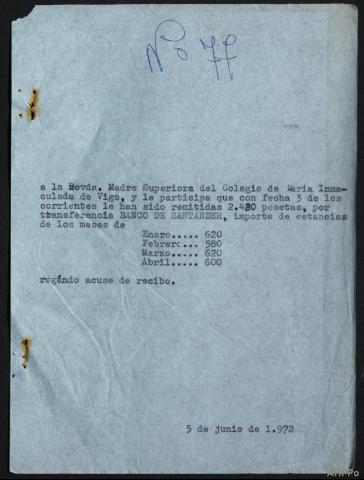 Nº 77
a la Revda. Madre Superiora del Colegio de Maria Inma-
culada de Vigo, y le participa que con fecha 3 de los
corrientes le han sido remitidas 2.420 pesetas, por
transferencia BANCO DE SANTANDER, importe de estancias
de los meses de
Enero..... 620
Febrero... 580
Marzo..... 620
Abril..... 600
rogándo acuse de recibo.
5 de junio de 1.972